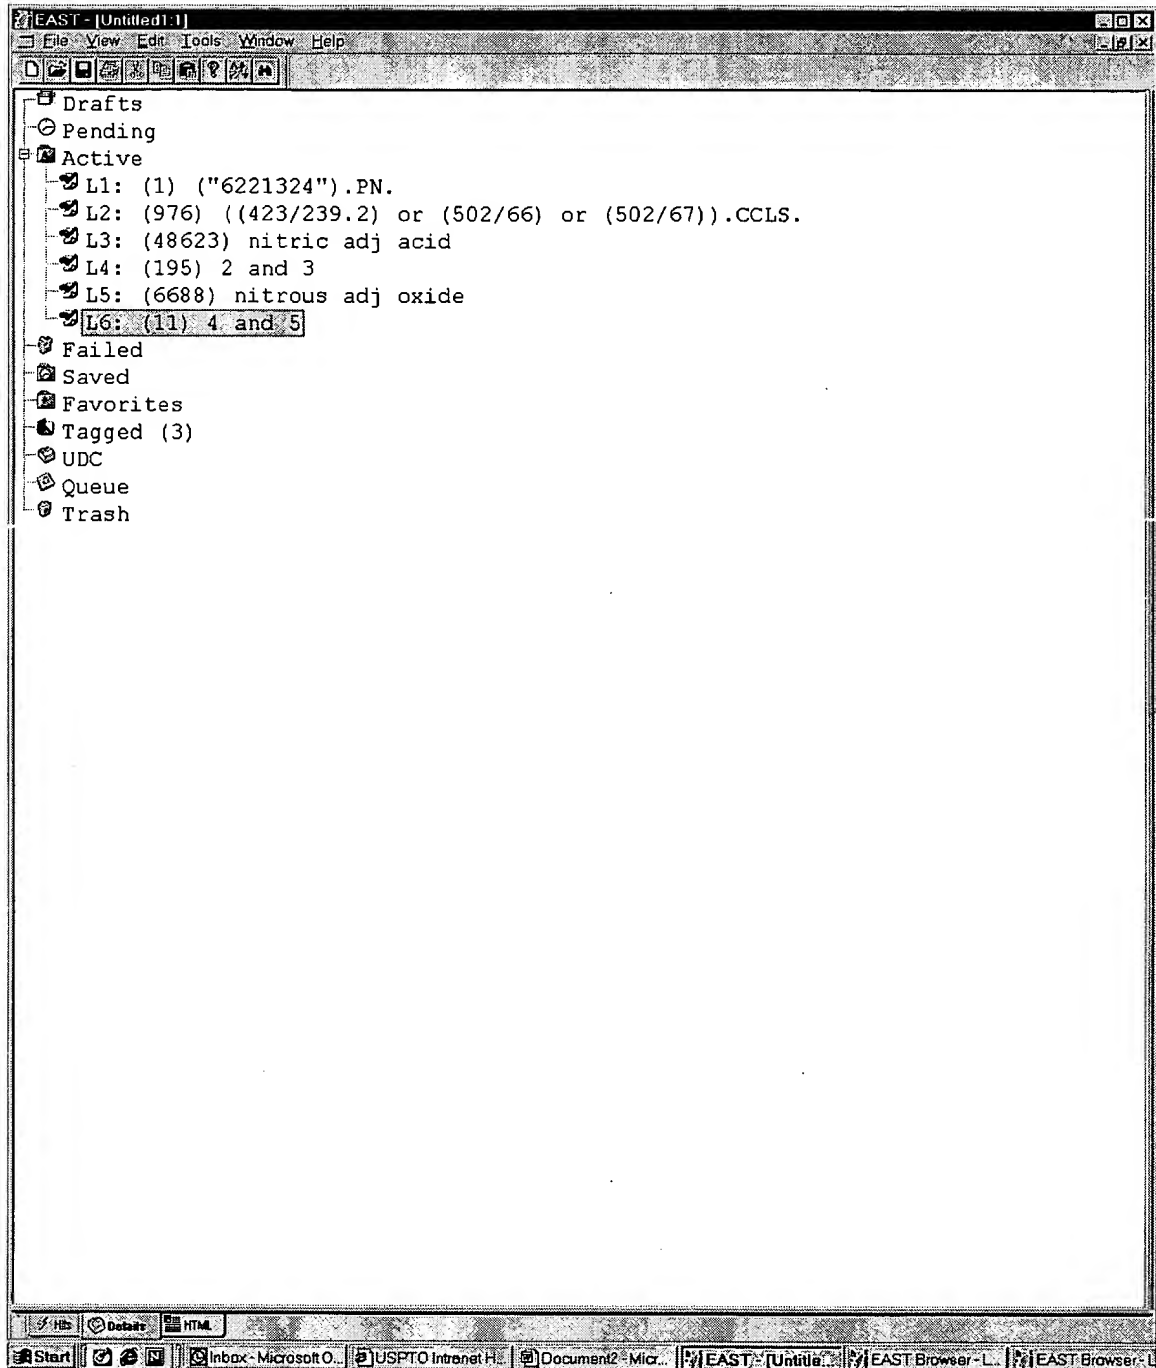 EAST - [Untitled1:1]
File View Edit Tools Window Help
Drafts
Pending
Active
L1: (1) ("6221324").PN.
L2: (976) ((423/239.2) or (502/66) or (502/67)).CCLS.
L3: (48623) nitric adj acid
L4: (195) 2 and 3
L5: (6688) nitrous adj oxide
L6: (11) 4 and 5
Failed
Saved
Favorites
Tagged (3)
UDC
Queue
Trash
Hits Details HTML
Start Inbox - Microsoft O... USPTO Intranet H... Document2 - Micr... EAST - [Untitle... EAST Browser - L... EAST Browser - L